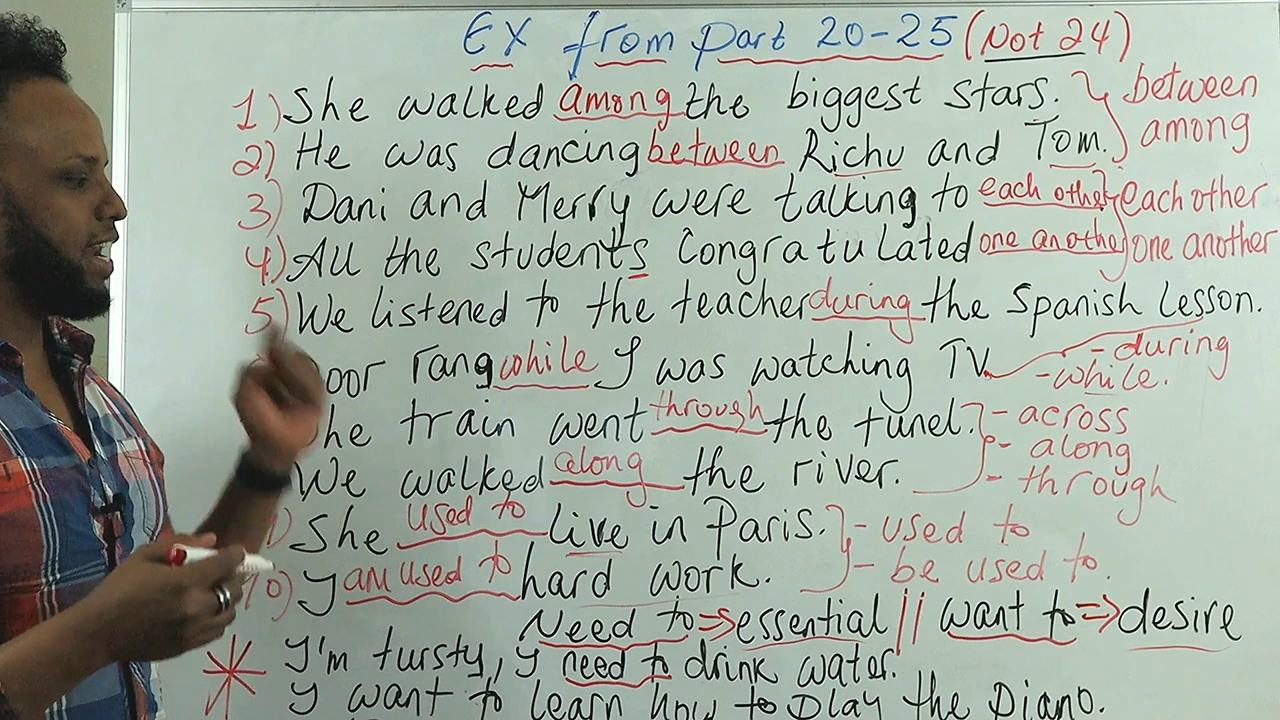 EX from part 20-25 (Not 24)
1) She walked among the biggest stars. between
2) He was dancing between Richu and Tom. among
3) Dani and Merry were talking to each other each other
4) All the students congratulated one another one another
5) We listened to the teacher during the Spanish lesson.
oor rang while I was watching TV. - during
- while.
he train went through the tunel. - across
- along
We walked along the river. - through
She used to live in Paris. - used to
10) I am used to hard work. - be used to.
Need to => essential || want to => desire
I'm tursty, I need to drink water.
I want to learn how to play the piano.